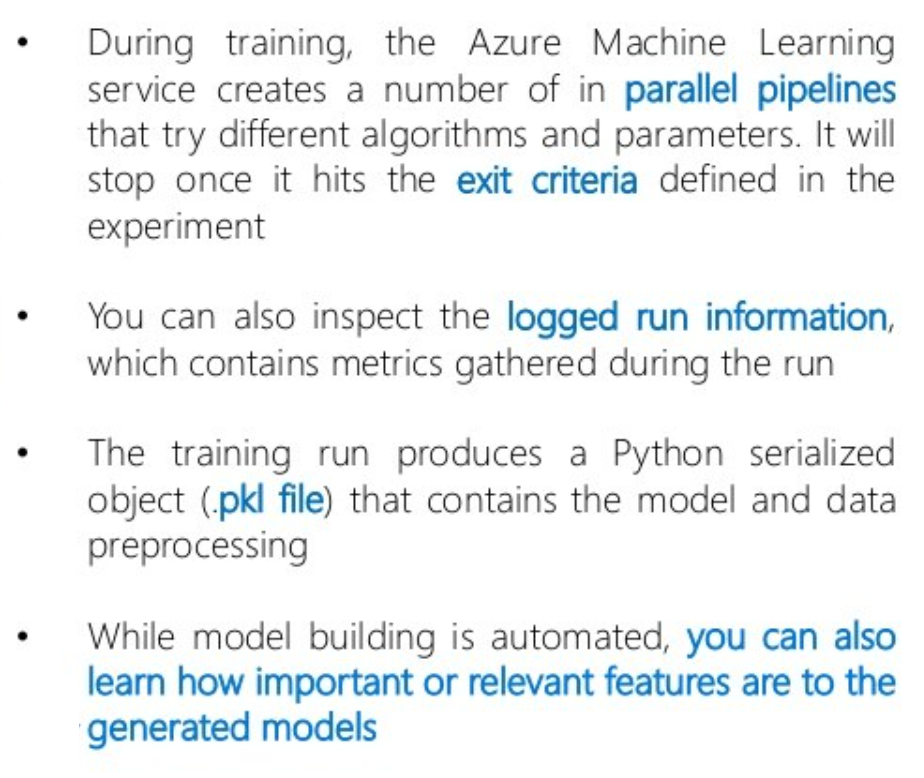 • During training, the Azure Machine Learning
service creates a number of in parallel pipelines
that try different algorithms and parameters. It will
stop once it hits the exit criteria defined in the
experiment
• You can also inspect the logged run information,
which contains metrics gathered during the run
• The training run produces a Python serialized
object (.pkl file) that contains the model and data
preprocessing
• While model building is automated, you can also
learn how important or relevant features are to the
generated models